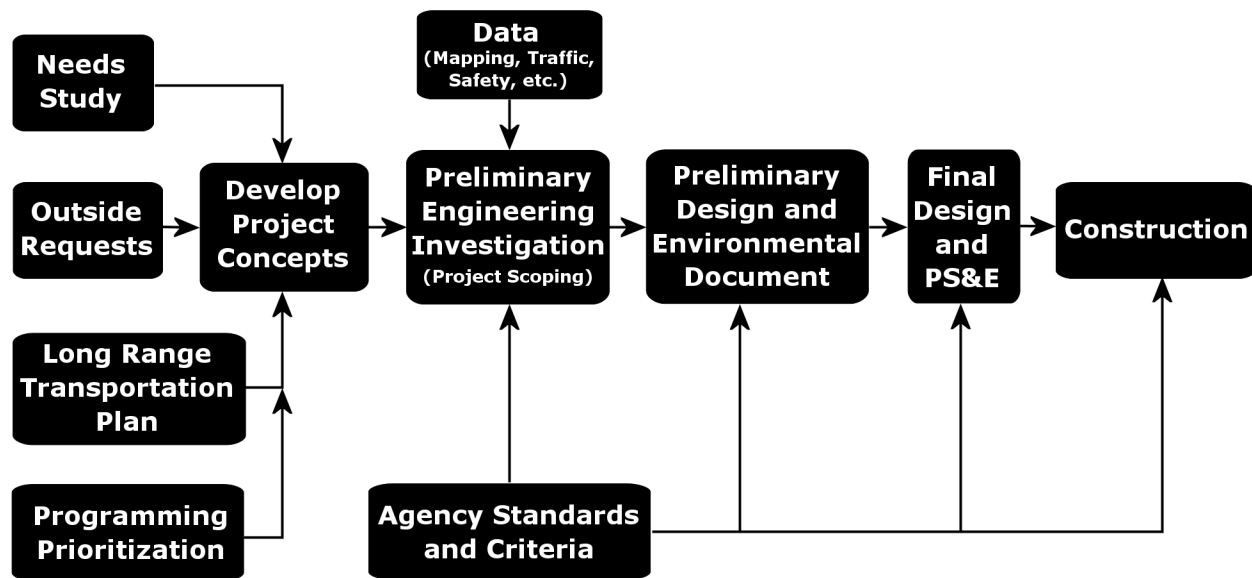 Needs
Study
Outside
Requests
Long Range
Transportation
Plan
Programming
Prioritization
Develop
Project
Concepts
Data
(Mapping, Traffic,
Safety, etc.)
Preliminary
Engineering
Investigation
(Project Scoping)
Agency Standards
and Criteria
Preliminary
Design and
Environmental
Document
Final
Design
and
PS&E
Construction